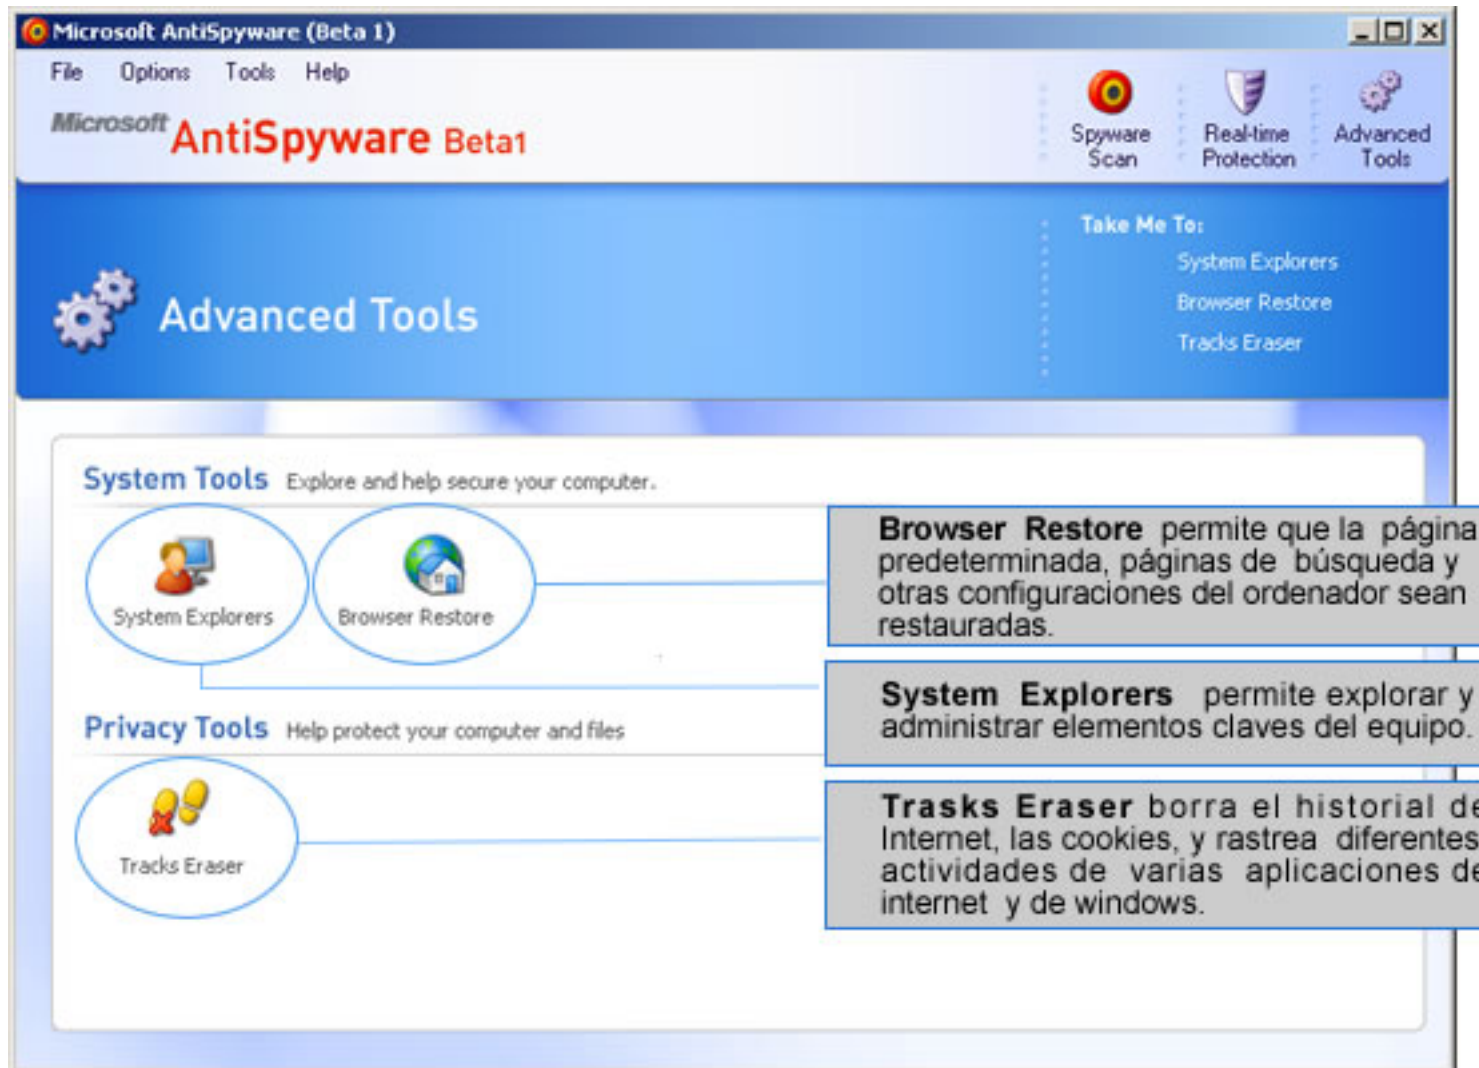 Microsoft AntiSpyware (Beta 1)
File Options Tools Help
Microsoft AntiSpyware Beta1
Spyware Scan
Real-time Protection
Advanced Tools
Advanced Tools
Take Me To:
System Explorers
Browser Restore
Tracks Eraser
System Tools Explore and help secure your computer.
System Explorers
Browser Restore
Browser Restore permite que la página
predeterminada, páginas de búsqueda y
otras configuraciones del ordenador sean
restauradas.
System Explorers permite explorar y
administrar elementos claves del equipo.
Privacy Tools Help protect your computer and files
Tracks Eraser
Trasks Eraser borra el historial de
Internet, las cookies, y rastrea diferentes
actividades de varias aplicaciones de
internet y de windows.